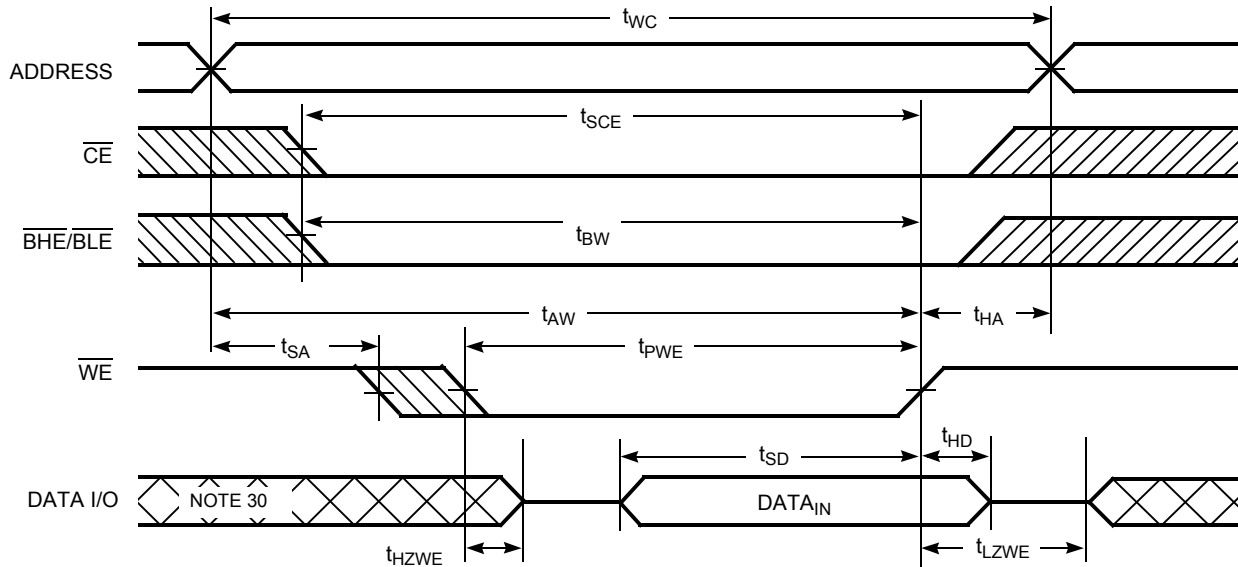 tWC
ADDRESS
tSCE
CE
BHE/BLE
tBW
tAW
tHA
tSA
tPWE
WE
tHD
tSD
DATA I/O
NOTE 30
DATAIN
tHZWE
tLZWE